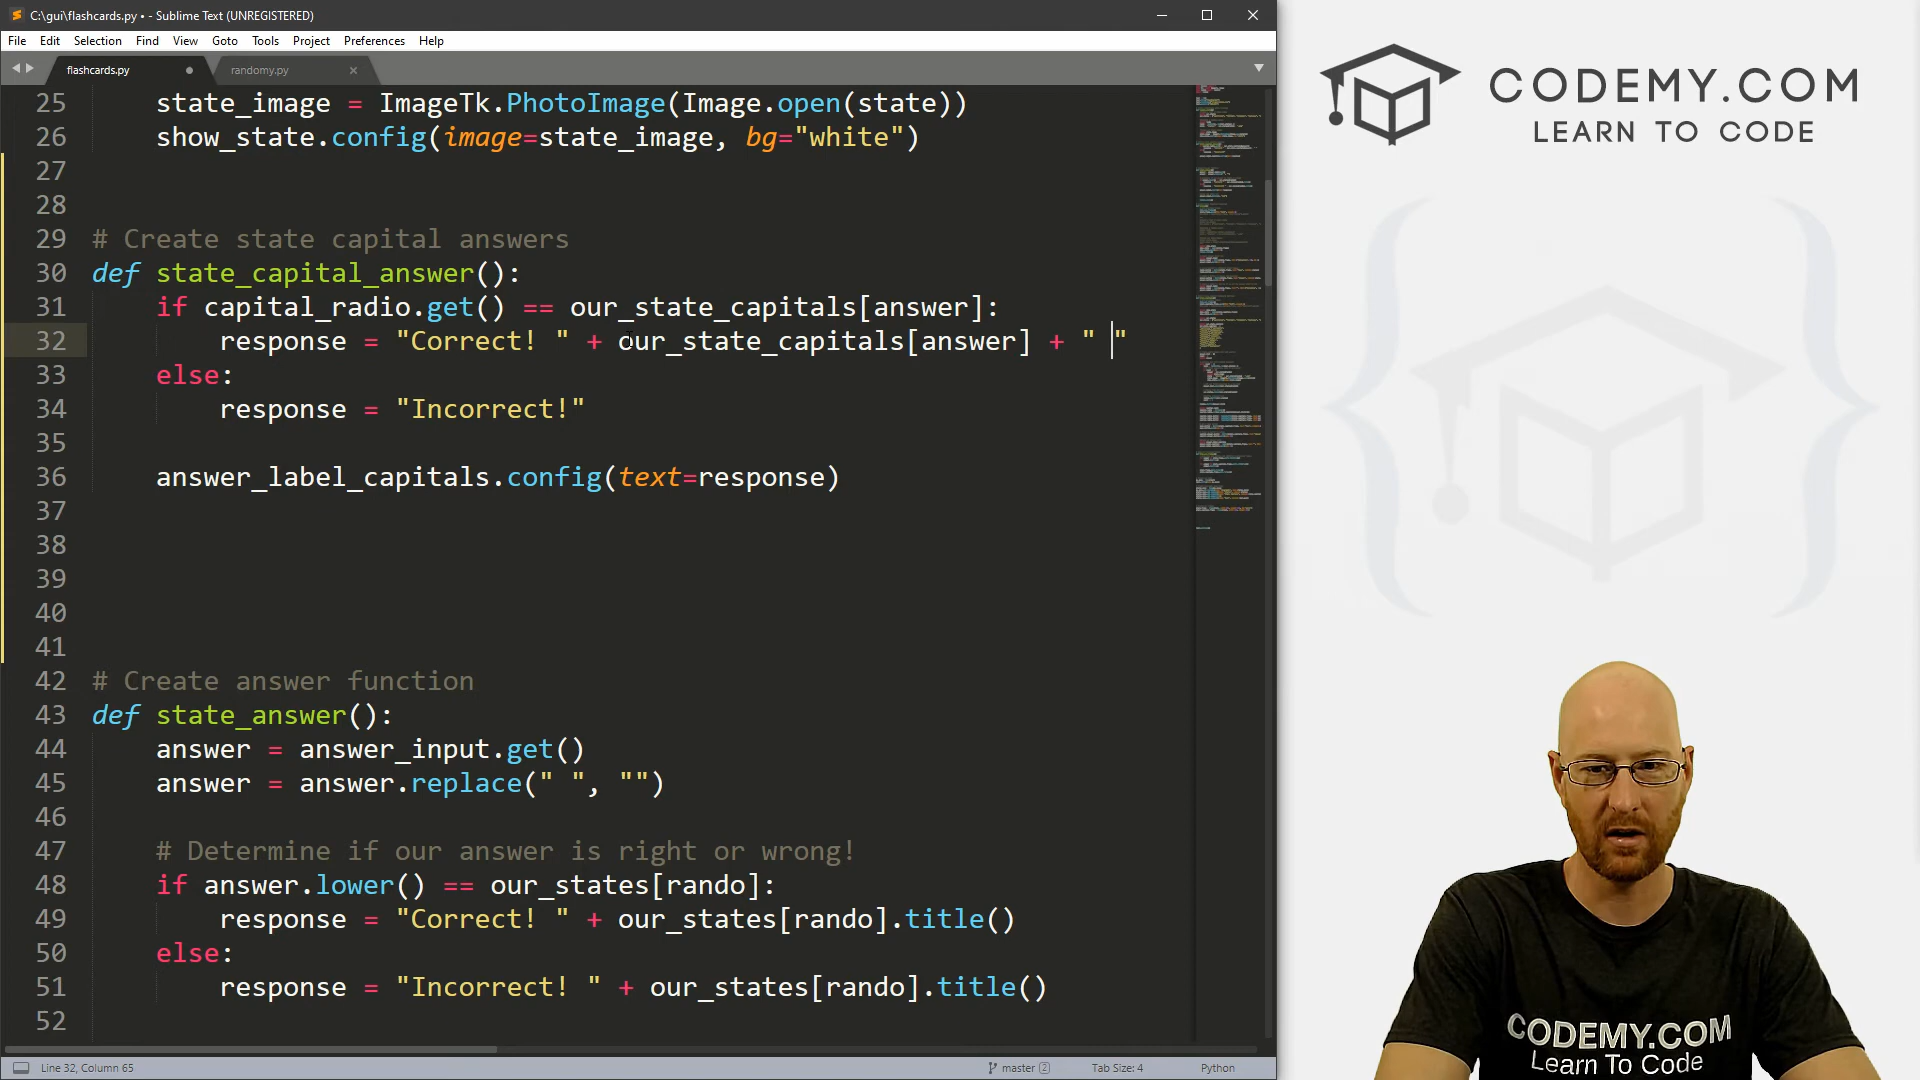 C:\gui\flashcards.py • - Sublime Text (UNREGISTERED)
File Edit Selection Find View Goto Tools Project Preferences Help
flashcards.py randomy.py
25 state_image = ImageTk.PhotoImage(Image.open(state))
26 show_state.config(image=state_image, bg="white")
27
28
29 # Create state capital answers
30 def state_capital_answer():
31 if capital_radio.get() == our_state_capitals[answer]:
32 response = "Correct! " + our_state_capitals[answer] + " "
33 else:
34 response = "Incorrect!"
35
36 answer_label_capitals.config(text=response)
37
38
39
40
41
42 # Create answer function
43 def state_answer():
44 answer = answer_input.get()
45 answer = answer.replace(" ", "")
46
47 # Determine if our answer is right or wrong!
48 if answer.lower() == our_states[rando]:
49 response = "Correct! " + our_states[rando].title()
50 else:
51 response = "Incorrect! " + our_states[rando].title()
52
Line 32, Column 65 master 2 Tab Size: 4 Python
CODEMY.COM
LEARN TO CODE
CODEMY.COM
Learn To Code